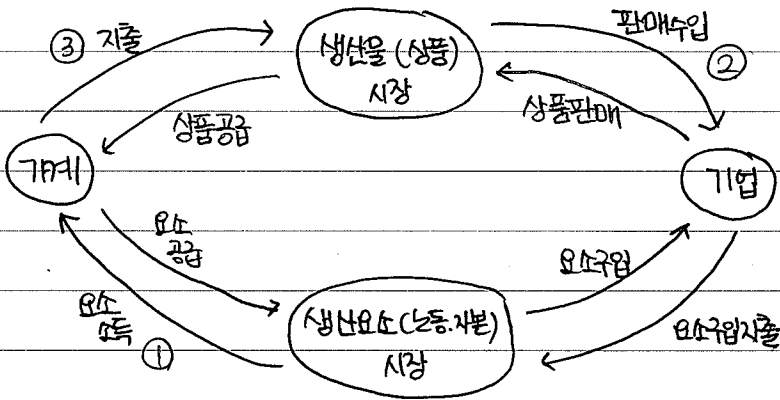 ③ 지출
생산물 (상품)
시장
판매수입
②
상품공급
상품판매
가계
기업
요소
공급
요소구입
요소
소득
①
생산요소(노동.자본)
시장
요소구입지출